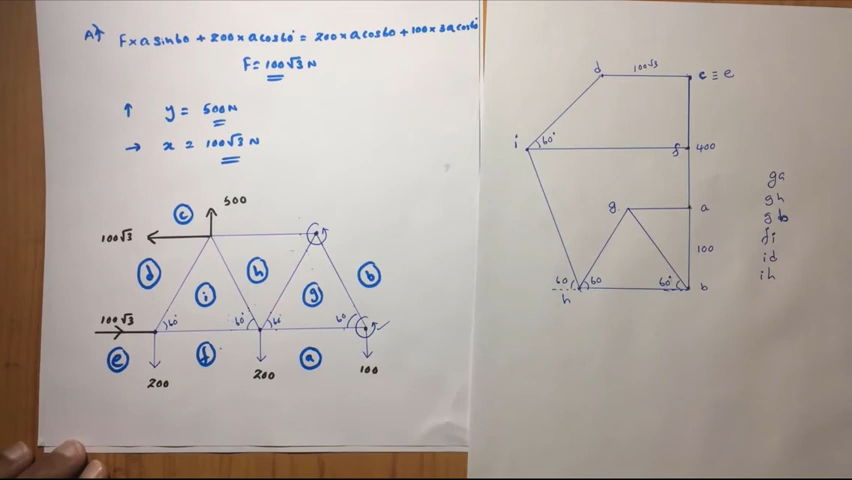 A↑ F×a sin60 + 200×a cos60° = 200×a cos60 + 100×3a cos60°
F = 100√3 N
↑ y = 500N
→ x = 100√3 N
500
c
100√3
d
h
b
i
g
100√3
60°
60°
60°
60
e
f
a
200
200
100
d
100√3
c ≡ e
i
60°
f
400
g
a
100
60
60
60°
h
b
ga
gh
gb
fi
id
ih